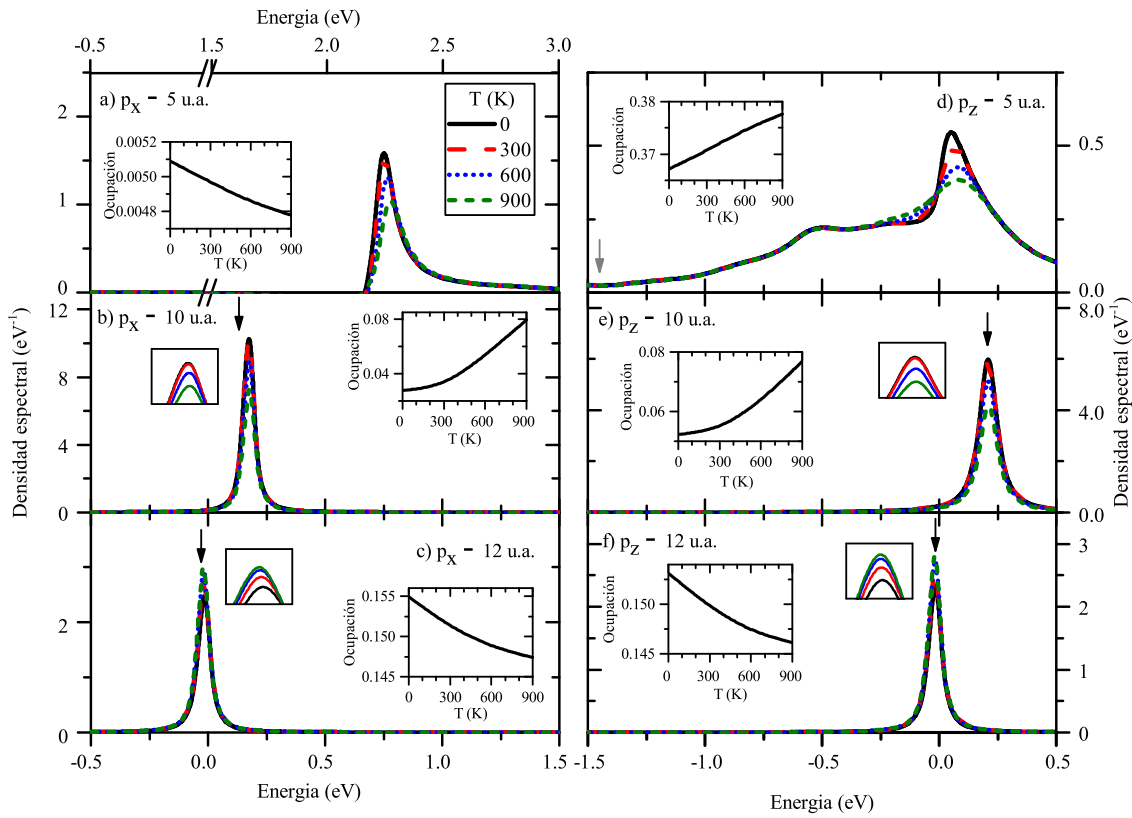 Energia (eV)
-0.5 1.5 2.0 2.5 3.0
a) pX - 5 u.a.
2
1
0
T (K)
0
300
600
900
Ocupación
0.0052
0.0050
0.0048
0 300 600 900
T (K)
d) pZ - 5 u.a.
0.5
0.0
Ocupación
0.38
0.37
0 300 600 900
T (K)
Densidad espectral (eV-1)
b) pX - 10 u.a.
12
8
4
0
Ocupación
0.08
0.04
0 300 600 900
T (K)
e) pZ - 10 u.a.
8.0
4.0
0.0
Ocupación
0.08
0.06
0 300 600 900
T (K)
Densidad espectral (eV-1)
c) pX - 12 u.a.
2
0
Ocupación
0.155
0.150
0.145
0 300 600 900
T (K)
f) pZ - 12 u.a.
3
2
1
0
Ocupación
0.150
0.145
0 300 600 900
T (K)
-0.5 0.0 0.5 1.0 1.5
Energia (eV)
-1.5 -1.0 -0.5 0.0 0.5
Energia (eV)